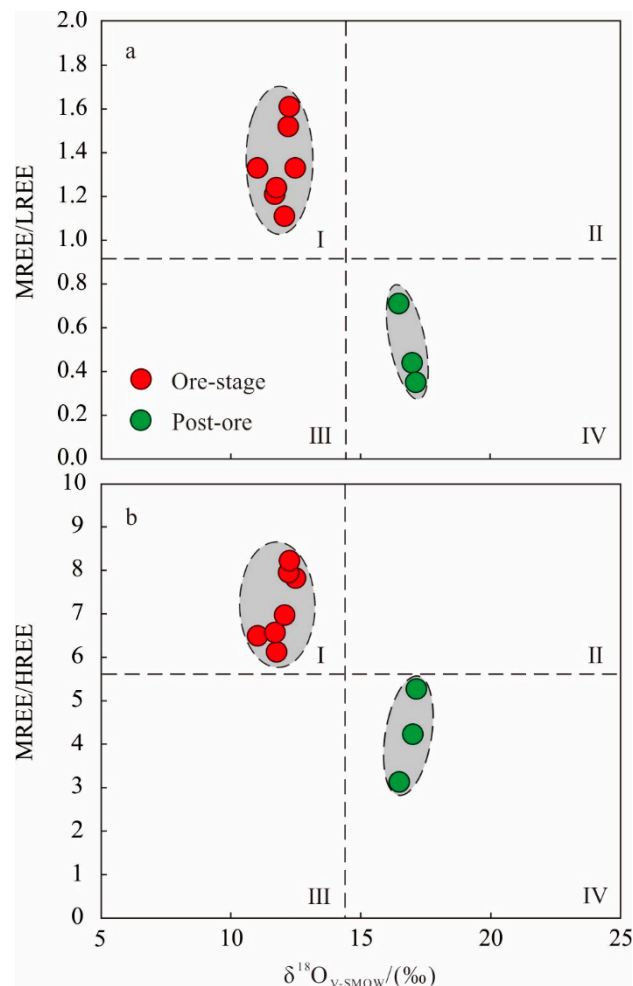 a
2.0
1.8
1.6
1.4
1.2
1.0
0.8
0.6
0.4
0.2
0.0
MREE/LREE
I
II
Ore-stage
Post-ore
III
IV
b
10
9
8
7
6
5
4
3
2
1
0
MREE/HREE
I
II
III
IV
5
10
15
20
25
δ¹⁸O_V-SMOW/(‰)